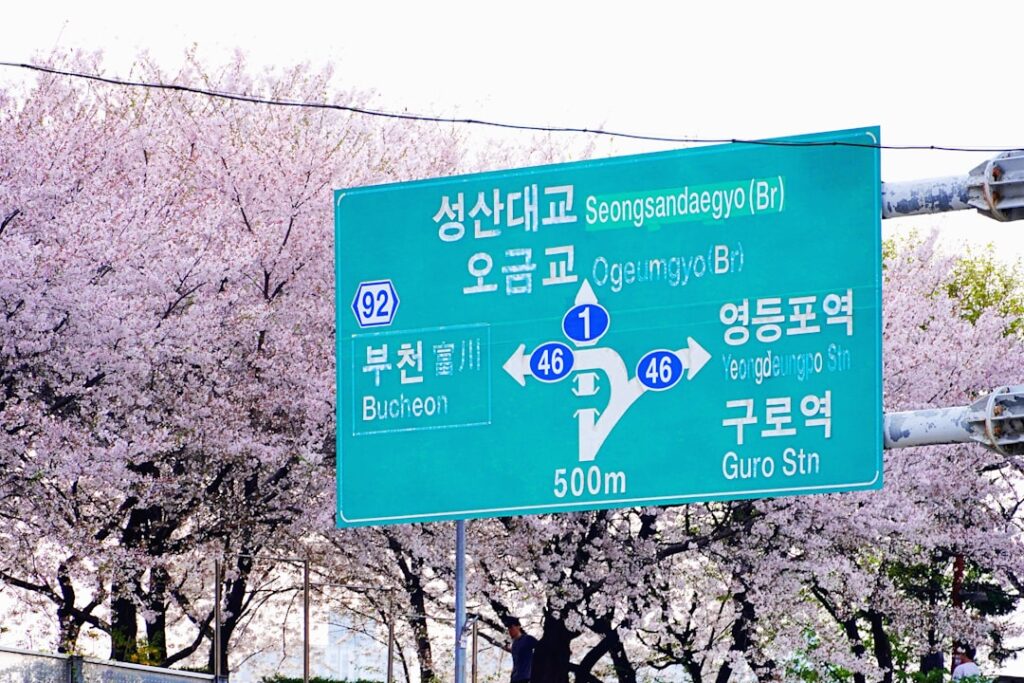 성산대교 Seongsandaegyo (Br)
오금교 Ogeumgyo (Br)
92
부천 富川
Bucheon
1
46
46
영등포역
Yeongdeungpo Stn
구로역
Guro Stn
500m